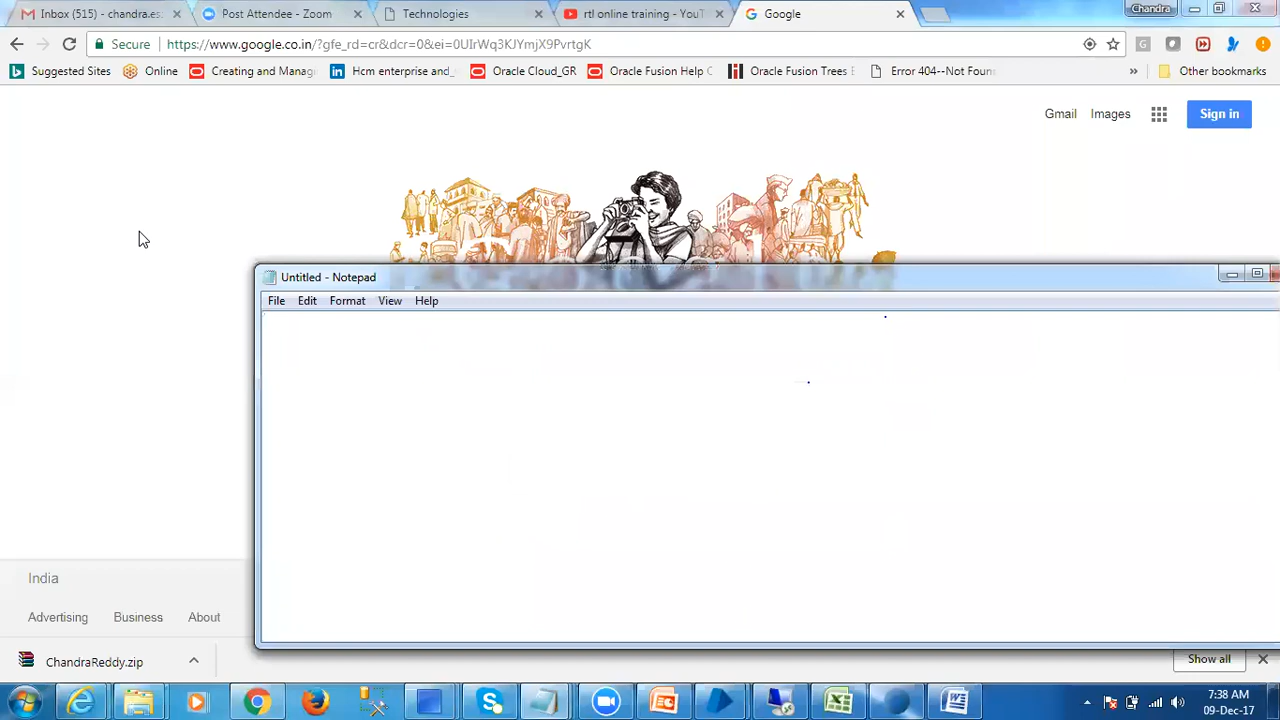 Inbox (515) - chandra.es
Post Attendee - Zoom
Technologies
rtl online training - YouT
Google
Chandra
Secure
https://www.google.co.in/?gfe_rd=cr&dcr=0&ei=0UIrWq3KJYmjX9PvrtgK
Suggested Sites
Online
Creating and Manag
Hcm enterprise and
Oracle Cloud_GR
Oracle Fusion Help C
Oracle Fusion Trees E
Error 404--Not Foun
»
Other bookmarks
Gmail
Images
Sign in
Untitled - Notepad
File
Edit
Format
View
Help
India
Advertising
Business
About
ChandraReddy.zip
Show all
7:38 AM
09-Dec-17